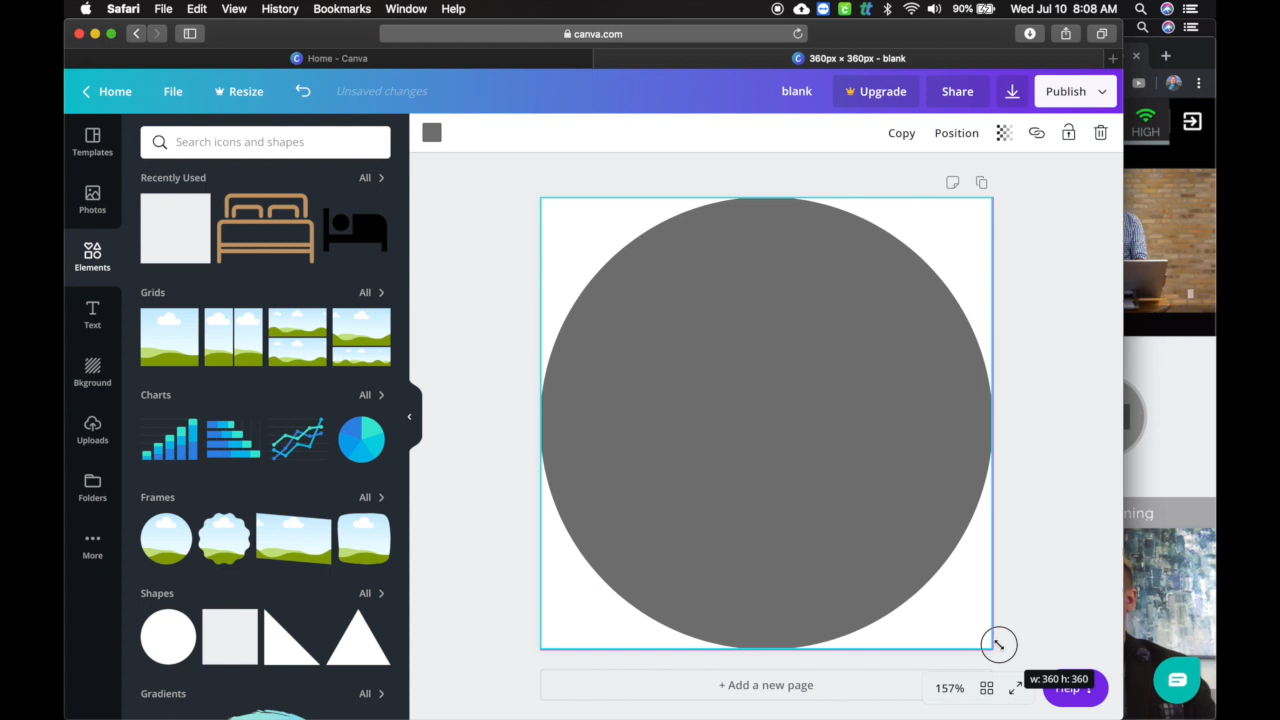 Safari File Edit View History Bookmarks Window Help
90%
Wed Jul 10 8:08 AM
canva.com
Home - Canva
360px × 360px - blank
Home
File
Resize
Unsaved changes
blank
Upgrade
Share
Publish
HIGH
Templates
Photos
Elements
Text
Bkground
Uploads
Folders
More
Search icons and shapes
Copy
Position
Recently Used
All
Grids
All
Charts
All
Frames
All
Shapes
All
Gradients
All
+ Add a new page
157%
w: 360 h: 360
Help
ning